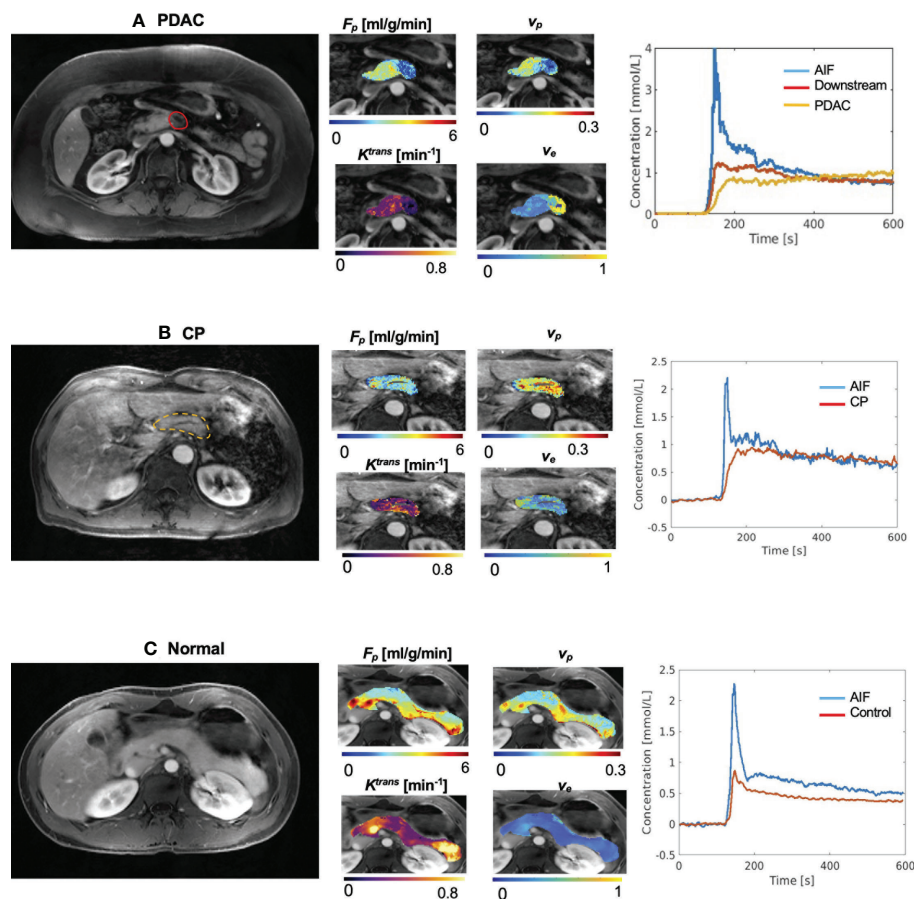 A PDAC
Fp [ml/g/min]
vp
0 6
0 0.3
Ktrans [min-1]
ve
0 0.8
0 1
4
3
2
1
0
Concentration [mmol/L]
AIF
Downstream
PDAC
0 200 400 600
Time [s]
B CP
Fp [ml/g/min]
vp
0 6
0 0.3
Ktrans [min-1]
ve
0 0.8
0 1
2.5
2
1.5
1
0.5
0
-0.5
Concentration [mmol/L]
AIF
CP
0 200 400 600
Time [s]
C Normal
Fp [ml/g/min]
vp
0 6
0 0.3
Ktrans [min-1]
ve
0 0.8
0 1
2.5
2
1.5
1
0.5
0
-0.5
Concentration [mmol/L]
AIF
Control
0 200 400 600
Time [s]